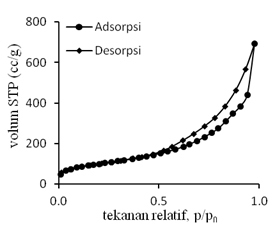 800
600
400
200
0
volum STP (cc/g)
Adsorpsi
Desorpsi
0.0
0.5
1.0
tekanan relatif, p/p₀